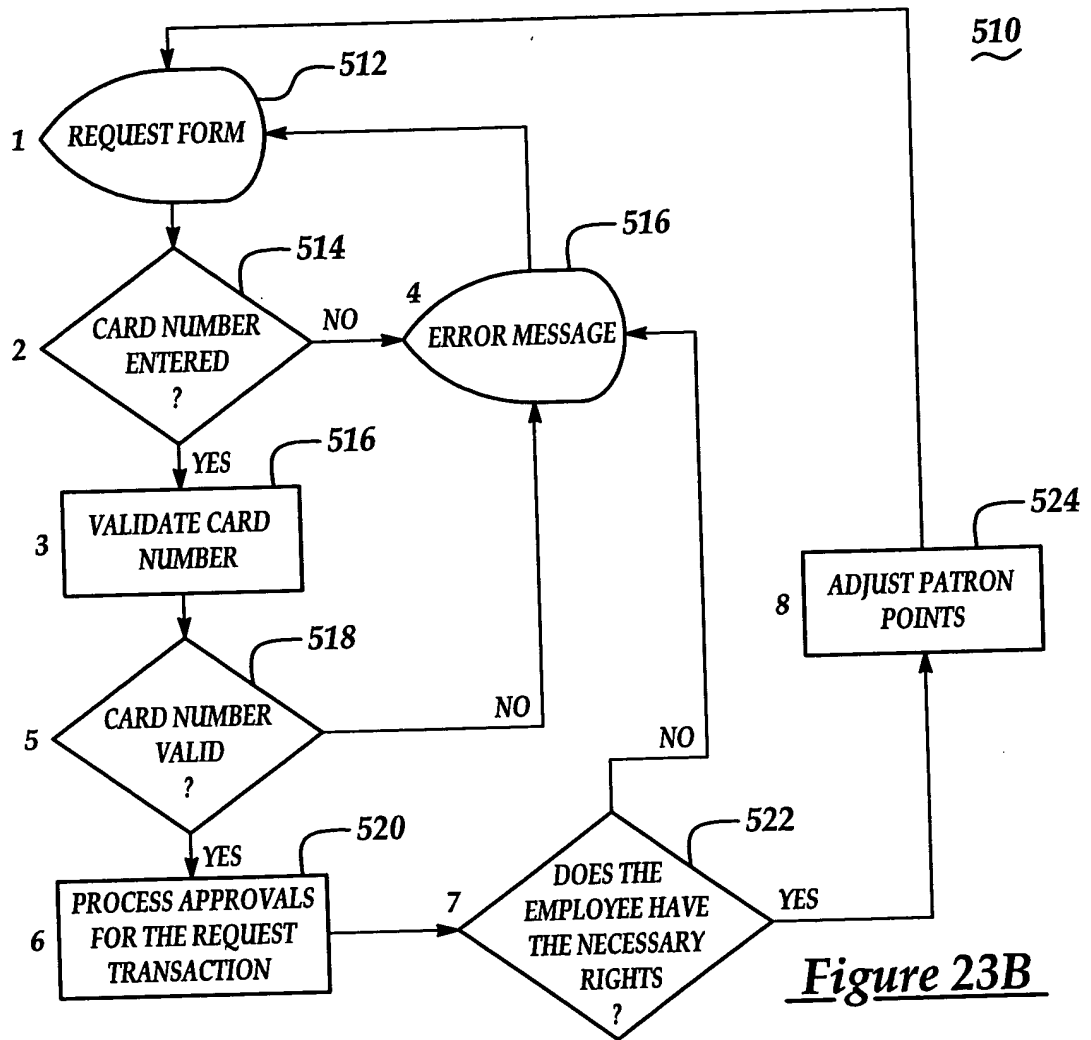 510
512
1
REQUEST FORM
514
2
CARD NUMBER
ENTERED
?
NO
516
4
ERROR MESSAGE
YES
516
3
VALIDATE CARD
NUMBER
518
5
CARD NUMBER
VALID
?
NO
YES
520
6
PROCESS APPROVALS
FOR THE REQUEST
TRANSACTION
522
7
DOES THE
EMPLOYEE HAVE
THE NECESSARY
RIGHTS
?
NO
YES
524
8
ADJUST PATRON
POINTS
Figure 23B